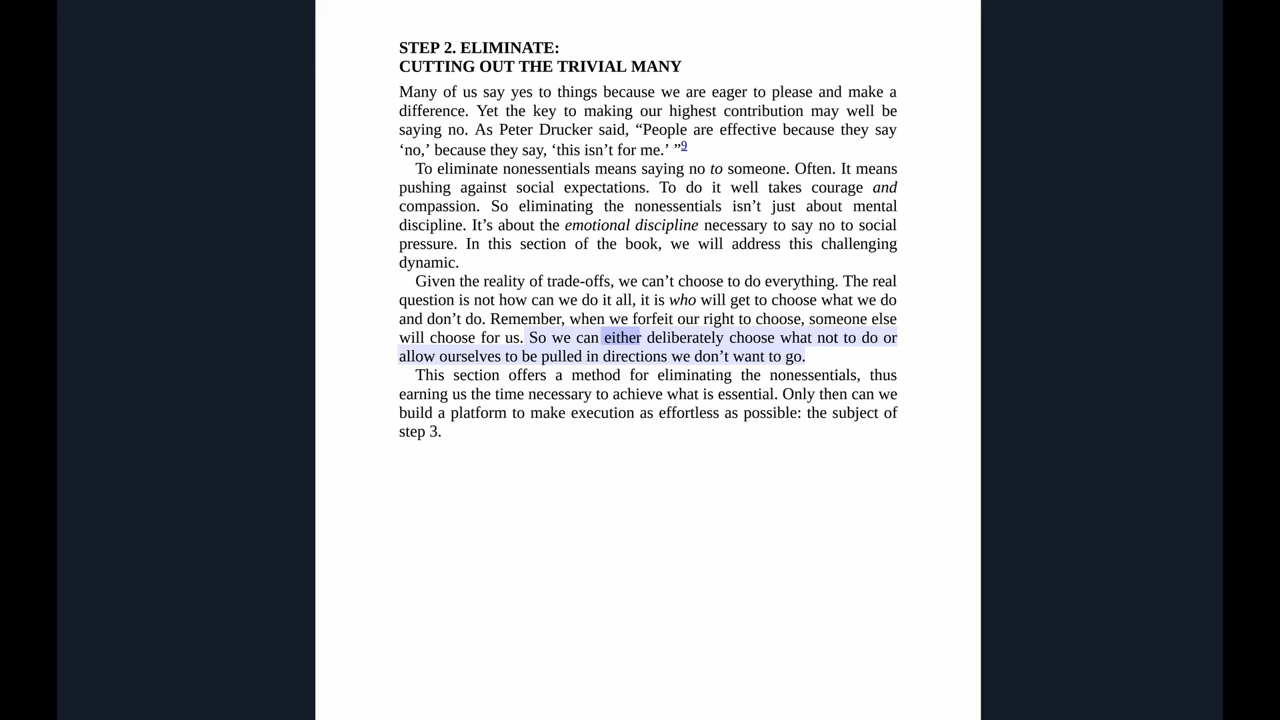 STEP 2. ELIMINATE:
CUTTING OUT THE TRIVIAL MANY
Many of us say yes to things because we are eager to please and make a
difference. Yet the key to making our highest contribution may well be
saying no. As Peter Drucker said, “People are effective because they say
‘no,’ because they say, ‘this isn’t for me.’ ”9
To eliminate nonessentials means saying no to someone. Often. It means
pushing against social expectations. To do it well takes courage and
compassion. So eliminating the nonessentials isn’t just about mental
discipline. It’s about the emotional discipline necessary to say no to social
pressure. In this section of the book, we will address this challenging
dynamic.
Given the reality of trade-offs, we can’t choose to do everything. The real
question is not how can we do it all, it is who will get to choose what we do
and don’t do. Remember, when we forfeit our right to choose, someone else
will choose for us. So we can either deliberately choose what not to do or
allow ourselves to be pulled in directions we don’t want to go.
This section offers a method for eliminating the nonessentials, thus
earning us the time necessary to achieve what is essential. Only then can we
build a platform to make execution as effortless as possible: the subject of
step 3.